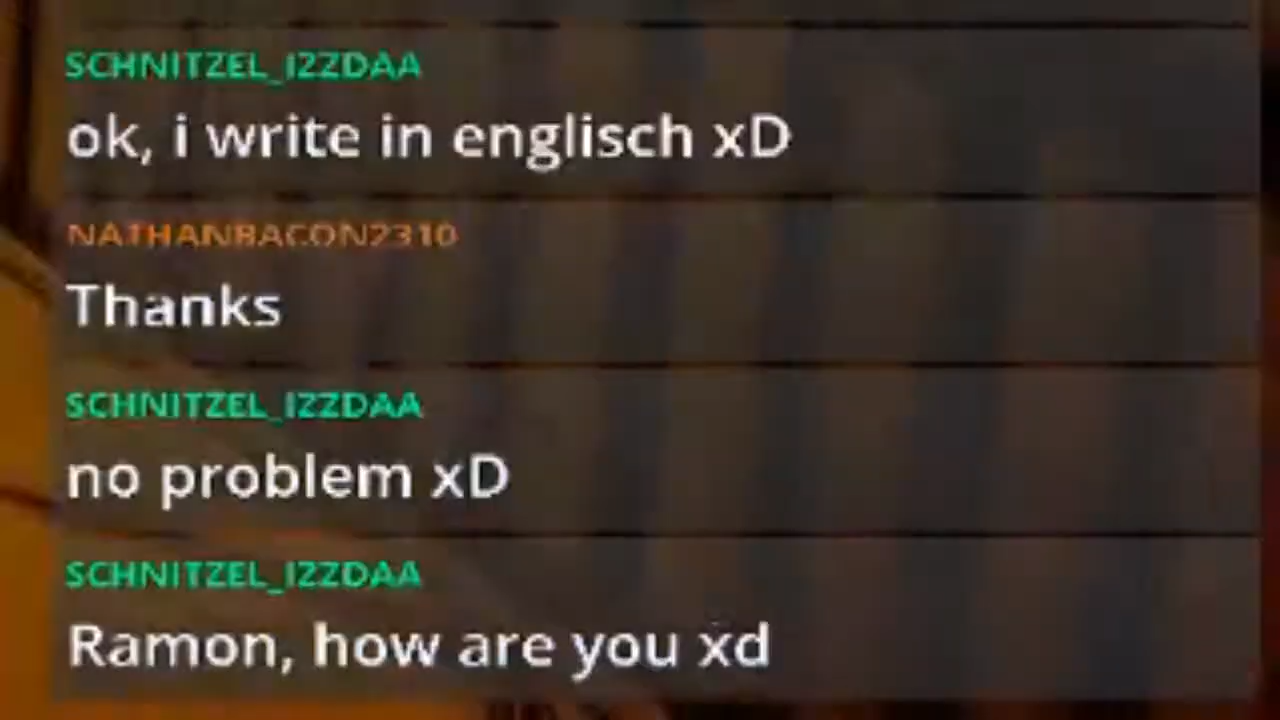 SCHNITZEL_IZZDAA
ok, i write in englisch xD
NATHANBACON2310
Thanks
SCHNITZEL_IZZDAA
no problem xD
SCHNITZEL_IZZDAA
Ramon, how are you xd